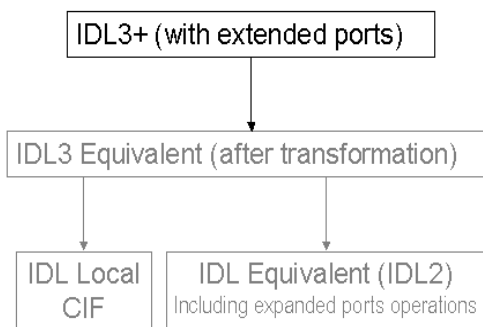 IDL3+ (with extended ports)
IDL3 Equivalent (after transformation)
IDL Local
CIF
IDL Equivalent (IDL2)
Including expanded ports operations